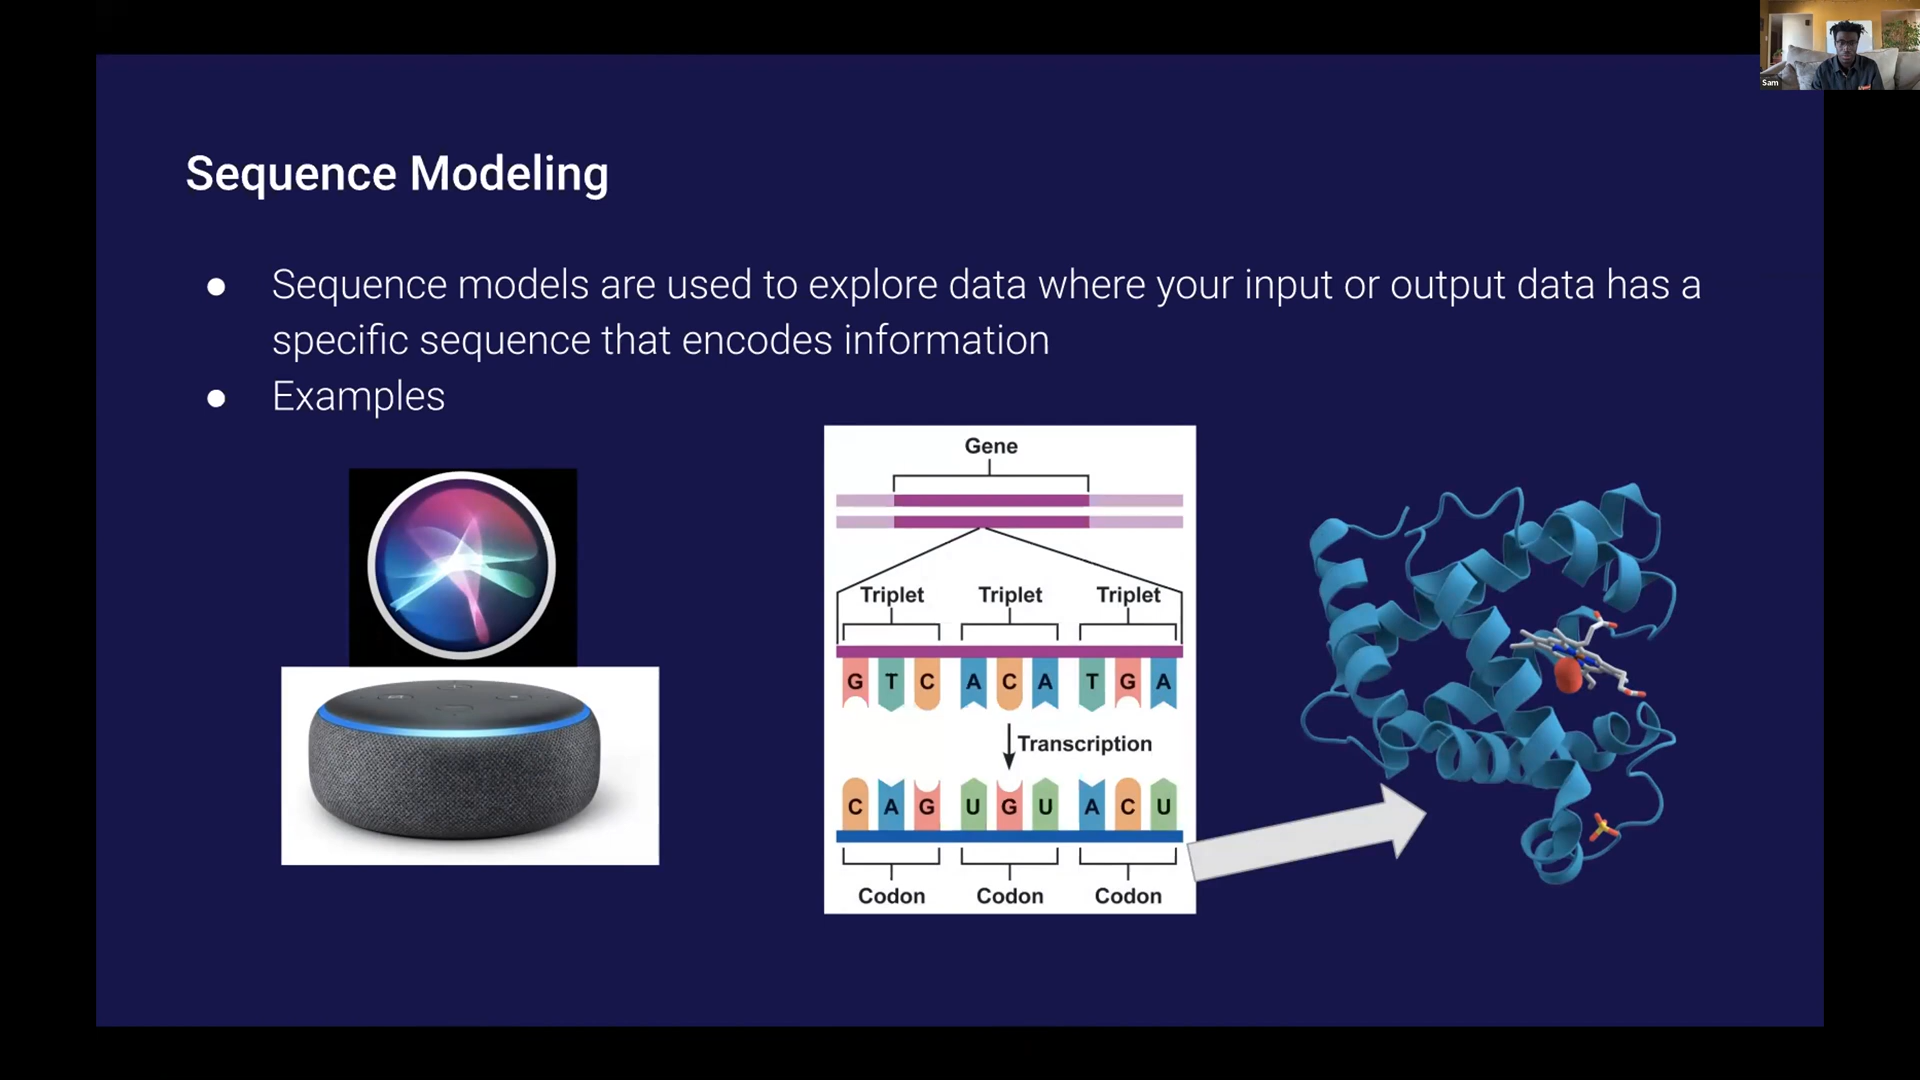 Sam
Sequence Modeling
● Sequence models are used to explore data where your input or output data has a
specific sequence that encodes information
● Examples
Gene
Triplet Triplet Triplet
G T C A C A T G A
Transcription
C A G U G U A C U
Codon Codon Codon